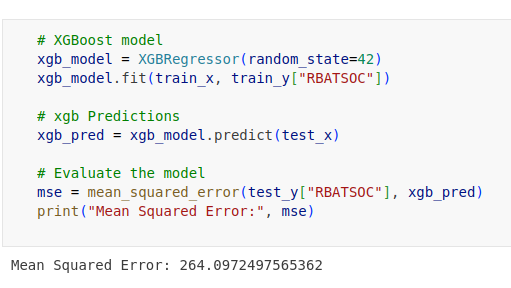 # XGBoost model
xgb_model = XGBRegressor(random_state=42)
xgb_model.fit(train_x, train_y["RBATSOC"])
# xgb Predictions
xgb_pred = xgb_model.predict(test_x)
# Evaluate the model
mse = mean_squared_error(test_y["RBATSOC"], xgb_pred)
print("Mean Squared Error:", mse)
Mean Squared Error: 264.0972497565362